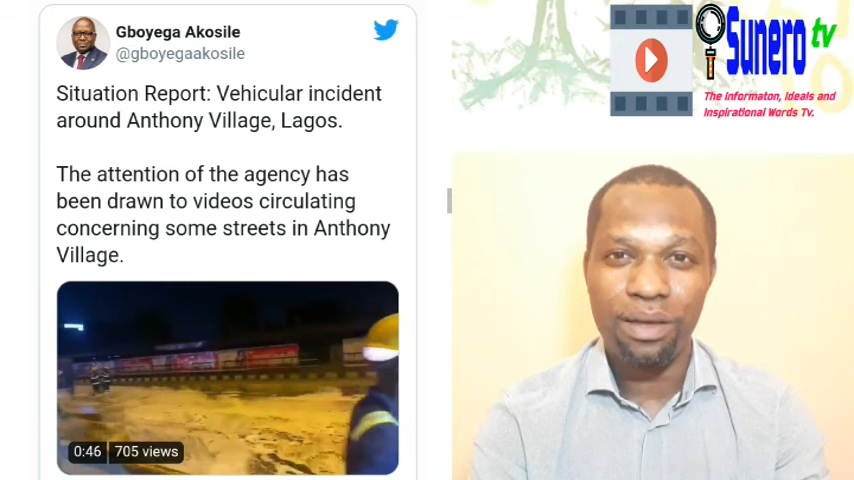 Gboyega Akosile
@gboyegaakosile
Situation Report: Vehicular incident
around Anthony Village, Lagos.
The attention of the agency has
been drawn to videos circulating
concerning some streets in Anthony
Village.
0:46 705 views
Sunero tv
The Informaton, Ideals and
Inspirational Words Tv.